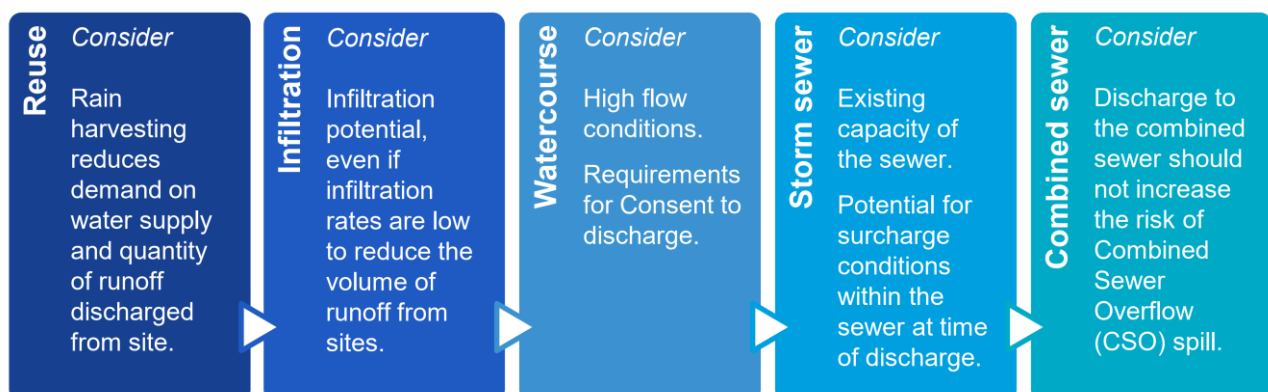 Reuse
Consider
Rain
harvesting
reduces
demand on
water supply
and quantity
of runoff
discharged
from site.
Infiltration
Consider
Infiltration
potential,
even if
infiltration
rates are low
to reduce the
volume of
runoff from
sites.
Watercourse
Consider
High flow
conditions.
Requirements
for Consent to
discharge.
Storm sewer
Consider
Existing
capacity of
the sewer.
Potential for
surcharge
conditions
within the
sewer at time
of discharge.
Combined sewer
Consider
Discharge to
the combined
sewer should
not increase
the risk of
Combined
Sewer
Overflow
(CSO) spill.